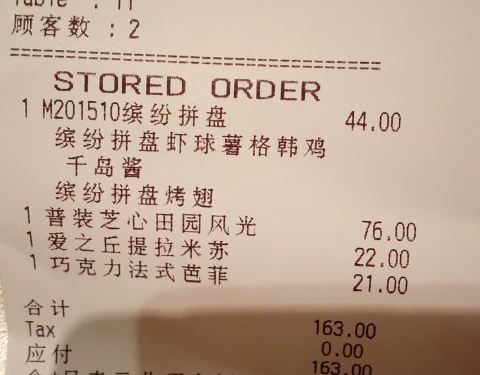 Table : 11
顾客数 : 2
================================
STORED ORDER
1 M201510缤纷拼盘 44.00
缤纷拼盘虾球薯格韩鸡
千岛酱
缤纷拼盘烤翅
1 普装芝心田园风光 76.00
1 爱之丘提拉米苏 22.00
1 巧克力法式芭菲 21.00
合计 163.00
Tax 0.00
应付 163.00